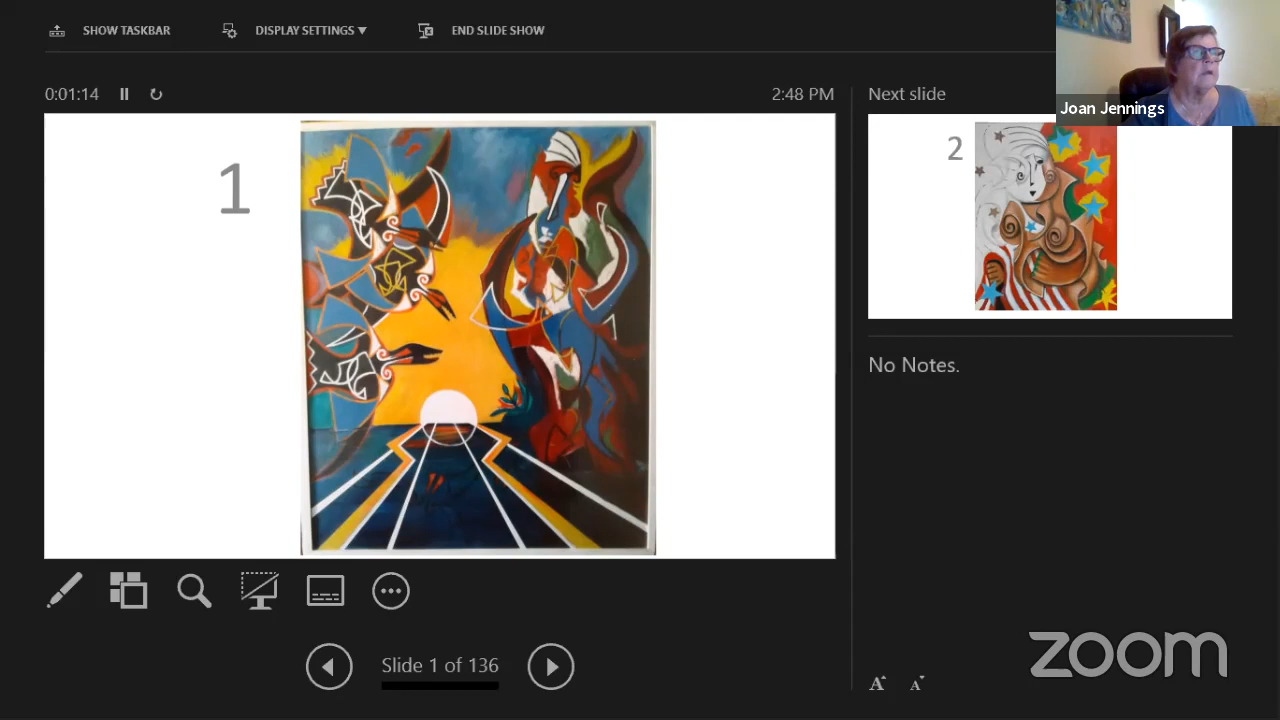 SHOW TASKBAR
DISPLAY SETTINGS ▼
END SLIDE SHOW
0:01:14
2:48 PM
Next slide
Joan Jennings
1
2
No Notes.
Slide 1 of 136
A A
zoom